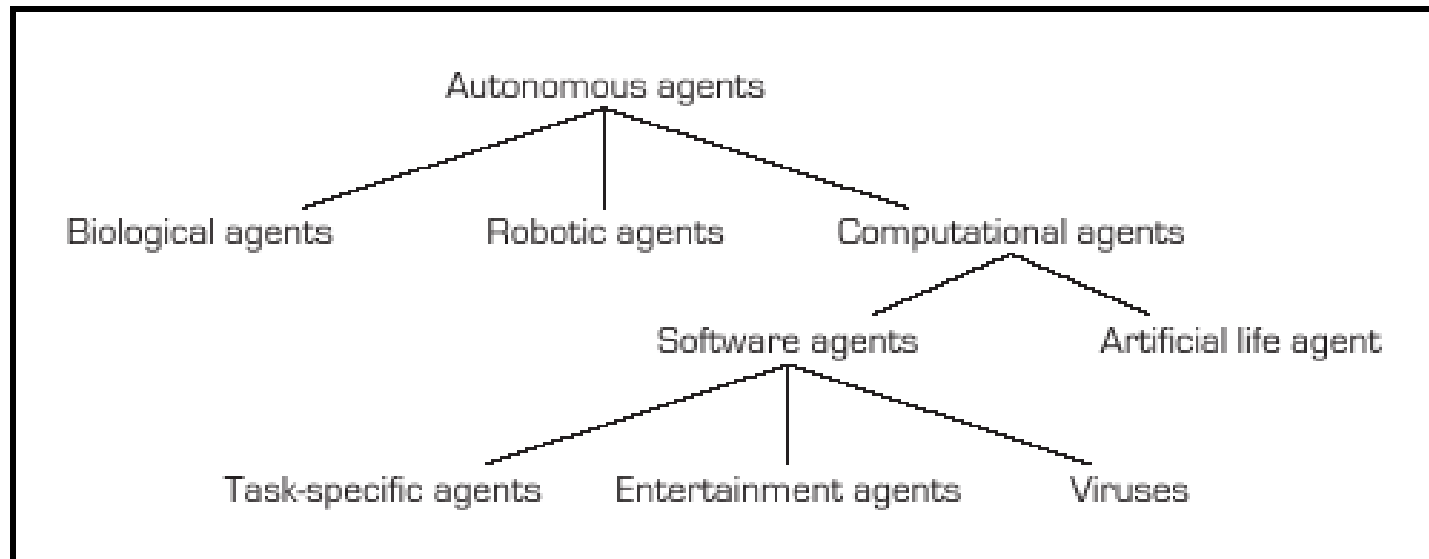 Autonomous agents
Biological agents Robotic agents Computational agents
Software agents Artificial life agent
Task-specific agents Entertainment agents Viruses